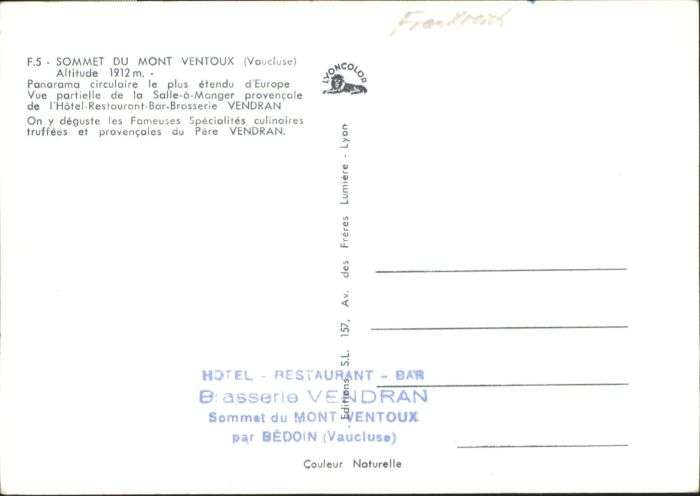 Frankreich
F.5 - SOMMET DU MONT VENTOUX (Vaucluse)
Altitude 1912 m. -
Panorama circulaire le plus étendu d'Europe
Vue partielle de la Salle-à-Manger provençale
de l'Hôtel-Restaurant-Bar-Brasserie VENDRAN
On y déguste les Fameuses Spécialités culinaires
truffées et provençales du Père VENDRAN.
LYONCOLOR
Editions S.L. 157, Av. des Frères Lumière - Lyon
HOTEL - RESTAURANT - BAR
Brasserie VENDRAN
Sommet du MONT VENTOUX
par BÉDOIN (Vaucluse)
Couleur Naturelle